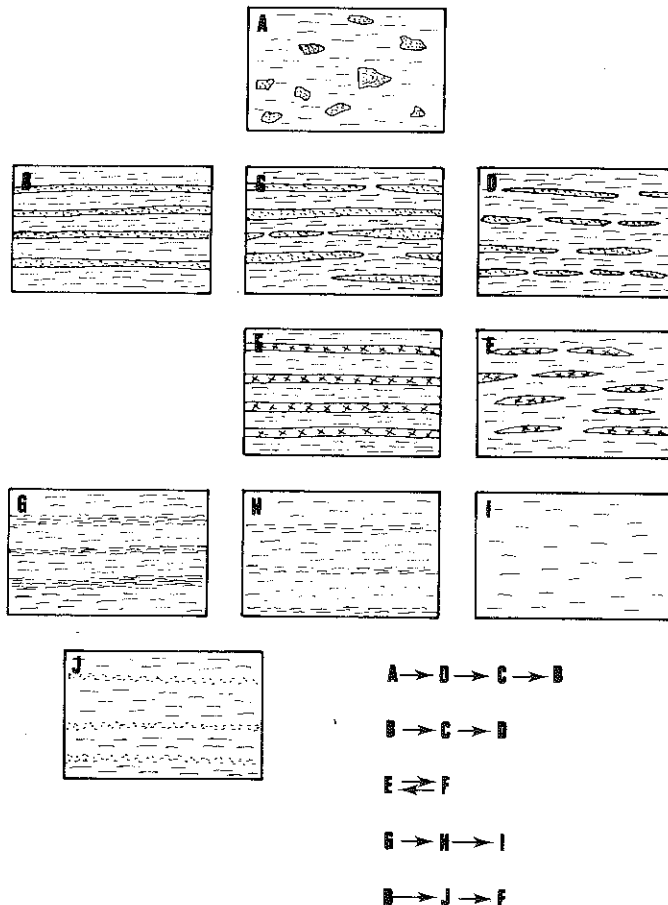 A
B C D
E F
G H I
J
A → D → C → B
B → C → D
E ⇄ F
G → H → I
B → J → F